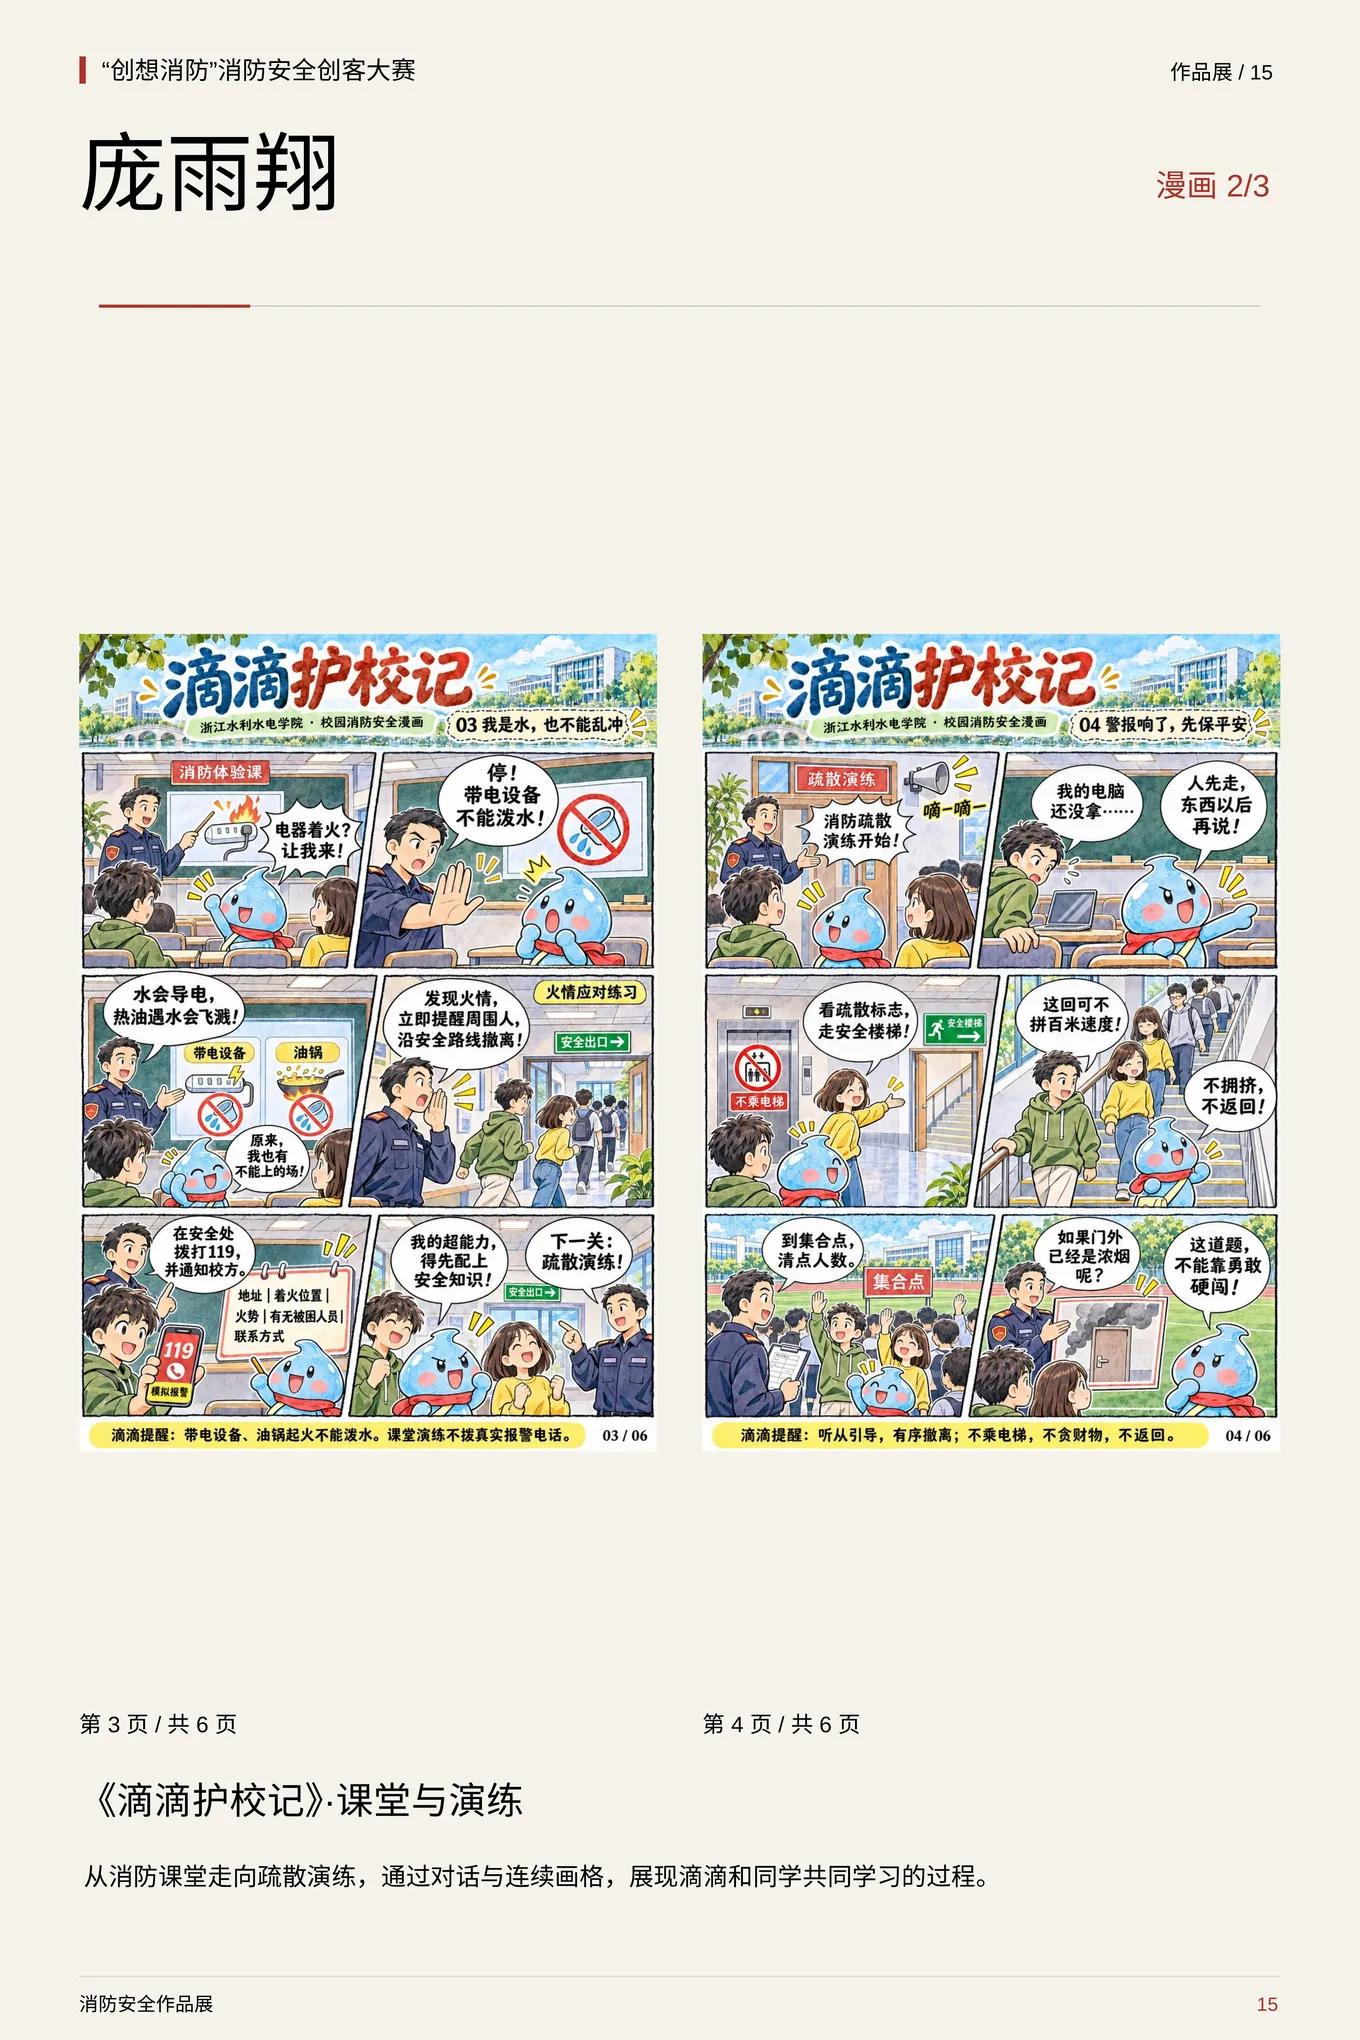 “创想消防”消防安全创客大赛
作品展 / 15
庞雨翔
漫画 2/3
滴滴护校记
浙江水利水电学院 · 校园消防安全漫画
03 我是水，也不能乱冲
消防体验课
电器着火？
让我来！
停！
带电设备
不能泼水！
水会导电，
热油遇水会飞溅！
带电设备
油锅
原来，
我也有
不能上的场！
发现火情，
立即提醒周围人，
沿安全路线撤离！
火情应对练习
安全出口→
在安全处
拨打119，
并通知校方。
地址 | 着火位置 |
火势 | 有无被困人员 |
联系方式
119
模拟报警
我的超能力，
得先配上
安全知识！
下一关：
疏散演练！
安全出口→
滴滴提醒：带电设备、油锅起火不能泼水。课堂演练不拨真实报警电话。
03 / 06
滴滴护校记
浙江水利水电学院 · 校园消防安全漫画
04 警报响了，先保平安
疏散演练
嘀—嘀—
消防疏散
演练开始！
我的电脑
还没拿……
人先走，
东西以后
再说！
看疏散标志，
走安全楼梯！
安全楼梯
→
不乘电梯
这回可不
拼百米速度！
不拥挤，
不返回！
到集合点，
清点人数。
集合点
如果门外
已经是浓烟
呢？
这道题，
不能靠勇敢
硬闯！
滴滴提醒：听从引导，有序撤离；不乘电梯，不贪财物，不返回。
04 / 06
第 3 页 / 共 6 页
第 4 页 / 共 6 页
《滴滴护校记》·课堂与演练
从消防课堂走向疏散演练，通过对话与连续画格，展现滴滴和同学共同学习的过程。
消防安全作品展
15